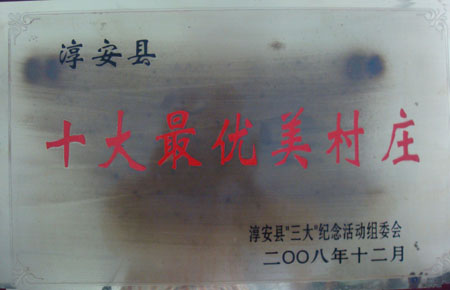 淳安县
十大最优美村庄
淳安县"三大"纪念活动组委会
二〇〇八年十二月